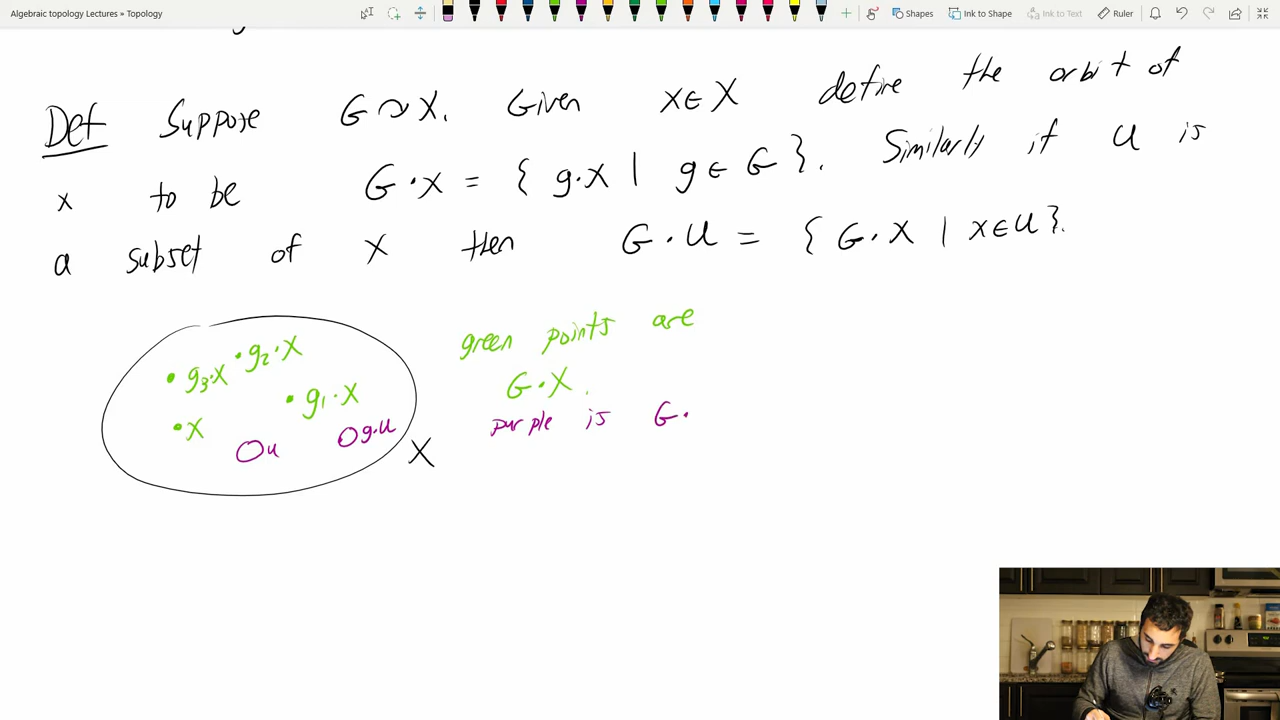 Algebraic topology Lectures » Topology
Shapes Ink to Shape Ink to Text Ruler
Def Suppose G ↷ X. Given x ∈ X define the orbit of
x to be G·x = { g·x | g ∈ G }. Similarly if U is
a subset of X then G·U = { G·x | x ∈ U }.
g3·x g2·x
g1·x
x
u g·u
X
green points are
G·x.
purple is G·